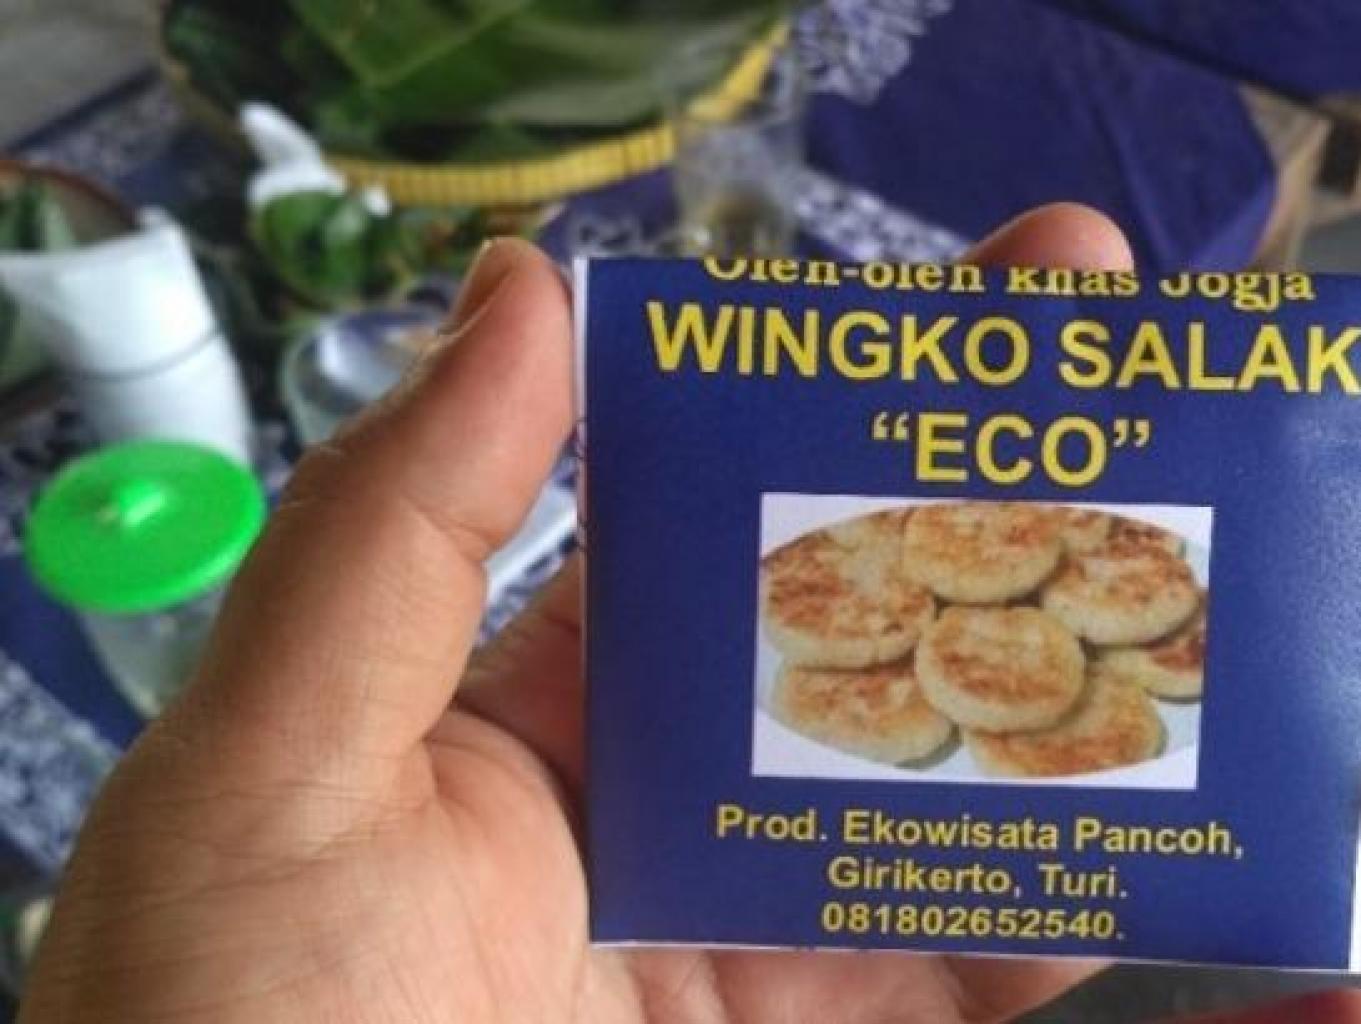 Oleh-oleh khas Jogja
WINGKO SALAK
“ECO”
Prod. Ekowisata Pancoh,
Girikerto, Turi.
081802652540.